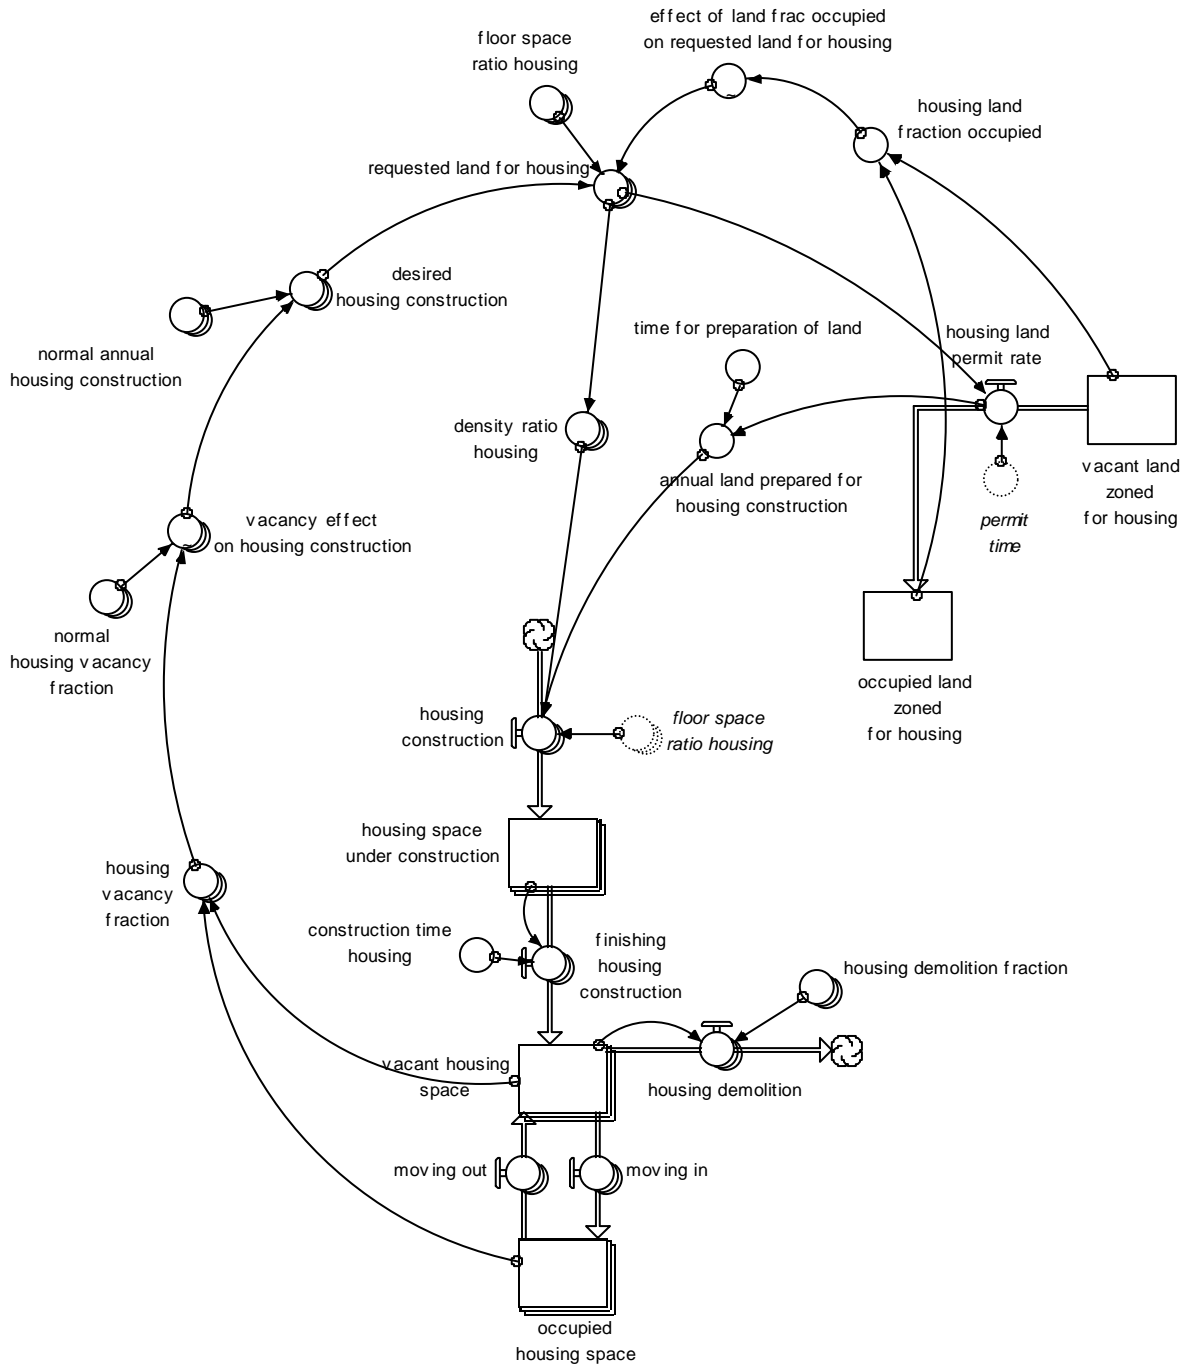 effect of land frac occupied
on requested land for housing
floor space
ratio housing
housing land
fraction occupied
requested land for housing
desired
housing construction
time for preparation of land
housing land
permit rate
normal annual
housing construction
density ratio
housing
annual land prepared for
housing construction
vacant land
zoned
for housing
permit
time
vacancy effect
on housing construction
normal
housing vacancy
fraction
occupied land
zoned
for housing
housing
construction
floor space
ratio housing
housing space
under construction
housing
vacancy
fraction
construction time
housing
finishing
housing
construction
housing demolition fraction
vacant housing
space
housing demolition
moving out
moving in
occupied
housing space